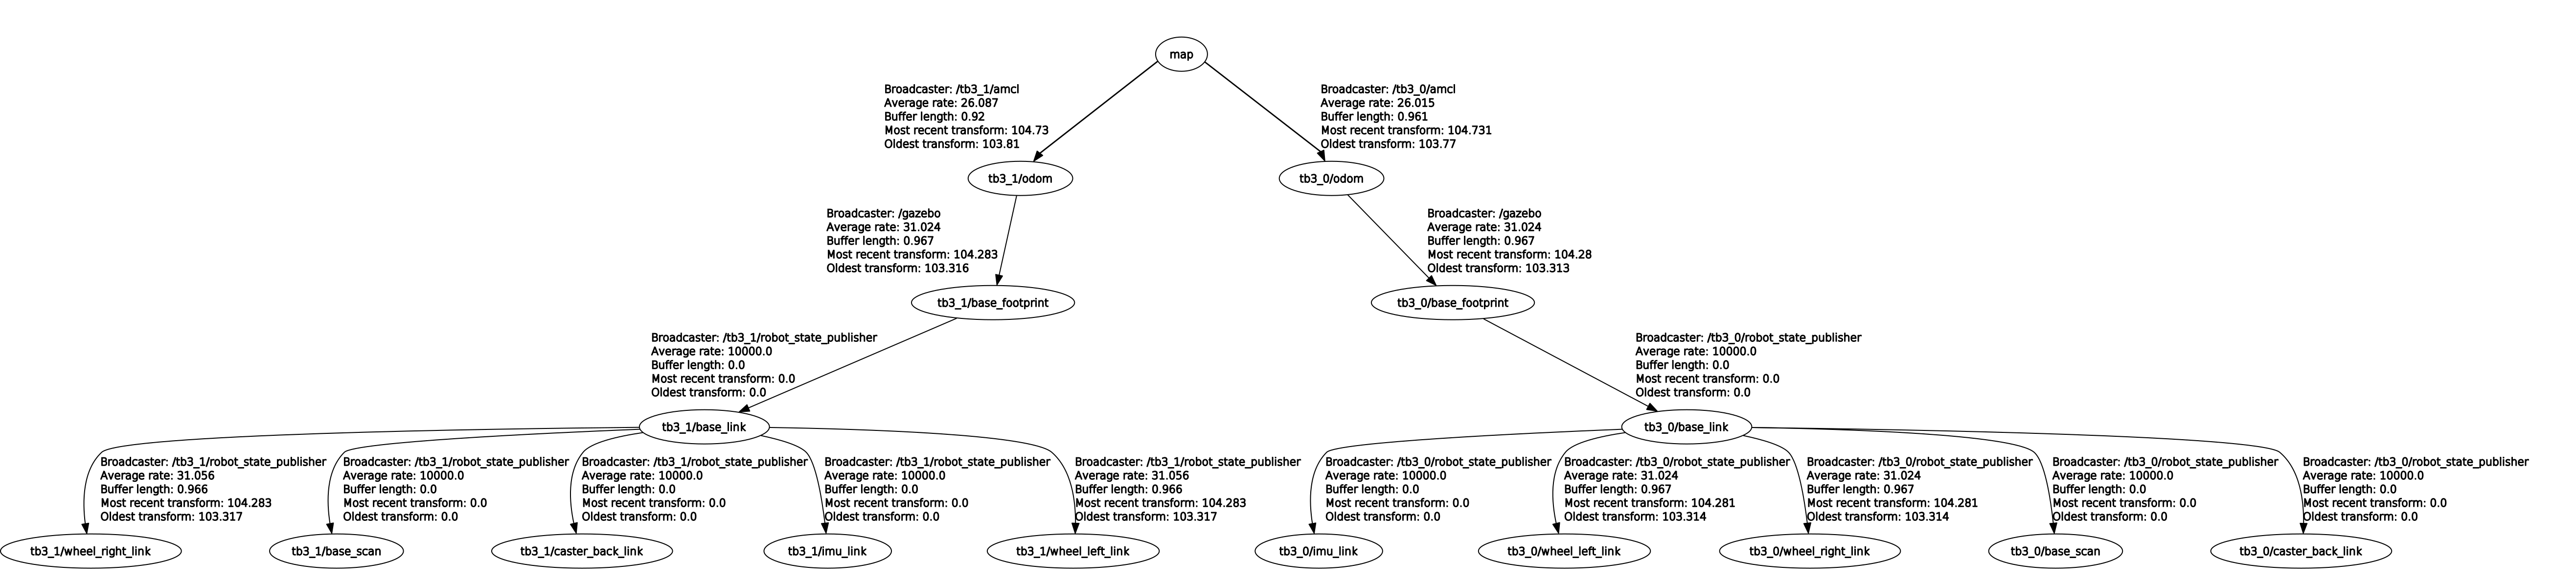 map
Broadcaster: /tb3_1/amcl
Average rate: 26.087
Buffer length: 0.92
Most recent transform: 104.73
Oldest transform: 103.81
Broadcaster: /tb3_0/amcl
Average rate: 26.015
Buffer length: 0.961
Most recent transform: 104.731
Oldest transform: 103.77
tb3_1/odom
tb3_0/odom
Broadcaster: /gazebo
Average rate: 31.024
Buffer length: 0.967
Most recent transform: 104.283
Oldest transform: 103.316
Broadcaster: /gazebo
Average rate: 31.024
Buffer length: 0.967
Most recent transform: 104.28
Oldest transform: 103.313
tb3_1/base_footprint
tb3_0/base_footprint
Broadcaster: /tb3_1/robot_state_publisher
Average rate: 10000.0
Buffer length: 0.0
Most recent transform: 0.0
Oldest transform: 0.0
Broadcaster: /tb3_0/robot_state_publisher
Average rate: 10000.0
Buffer length: 0.0
Most recent transform: 0.0
Oldest transform: 0.0
tb3_1/base_link
tb3_0/base_link
Broadcaster: /tb3_1/robot_state_publisher
Average rate: 31.056
Buffer length: 0.966
Most recent transform: 104.283
Oldest transform: 103.317
Broadcaster: /tb3_1/robot_state_publisher
Average rate: 10000.0
Buffer length: 0.0
Most recent transform: 0.0
Oldest transform: 0.0
Broadcaster: /tb3_1/robot_state_publisher
Average rate: 10000.0
Buffer length: 0.0
Most recent transform: 0.0
Oldest transform: 0.0
Broadcaster: /tb3_1/robot_state_publisher
Average rate: 10000.0
Buffer length: 0.0
Most recent transform: 0.0
Oldest transform: 0.0
Broadcaster: /tb3_1/robot_state_publisher
Average rate: 31.056
Buffer length: 0.966
Most recent transform: 104.283
Oldest transform: 103.317
Broadcaster: /tb3_0/robot_state_publisher
Average rate: 10000.0
Buffer length: 0.0
Most recent transform: 0.0
Oldest transform: 0.0
Broadcaster: /tb3_0/robot_state_publisher
Average rate: 31.024
Buffer length: 0.967
Most recent transform: 104.281
Oldest transform: 103.314
Broadcaster: /tb3_0/robot_state_publisher
Average rate: 31.024
Buffer length: 0.967
Most recent transform: 104.281
Oldest transform: 103.314
Broadcaster: /tb3_0/robot_state_publisher
Average rate: 10000.0
Buffer length: 0.0
Most recent transform: 0.0
Oldest transform: 0.0
Broadcaster: /tb3_0/robot_state_publisher
Average rate: 10000.0
Buffer length: 0.0
Most recent transform: 0.0
Oldest transform: 0.0
tb3_1/wheel_right_link
tb3_1/base_scan
tb3_1/caster_back_link
tb3_1/imu_link
tb3_1/wheel_left_link
tb3_0/imu_link
tb3_0/wheel_left_link
tb3_0/wheel_right_link
tb3_0/base_scan
tb3_0/caster_back_link